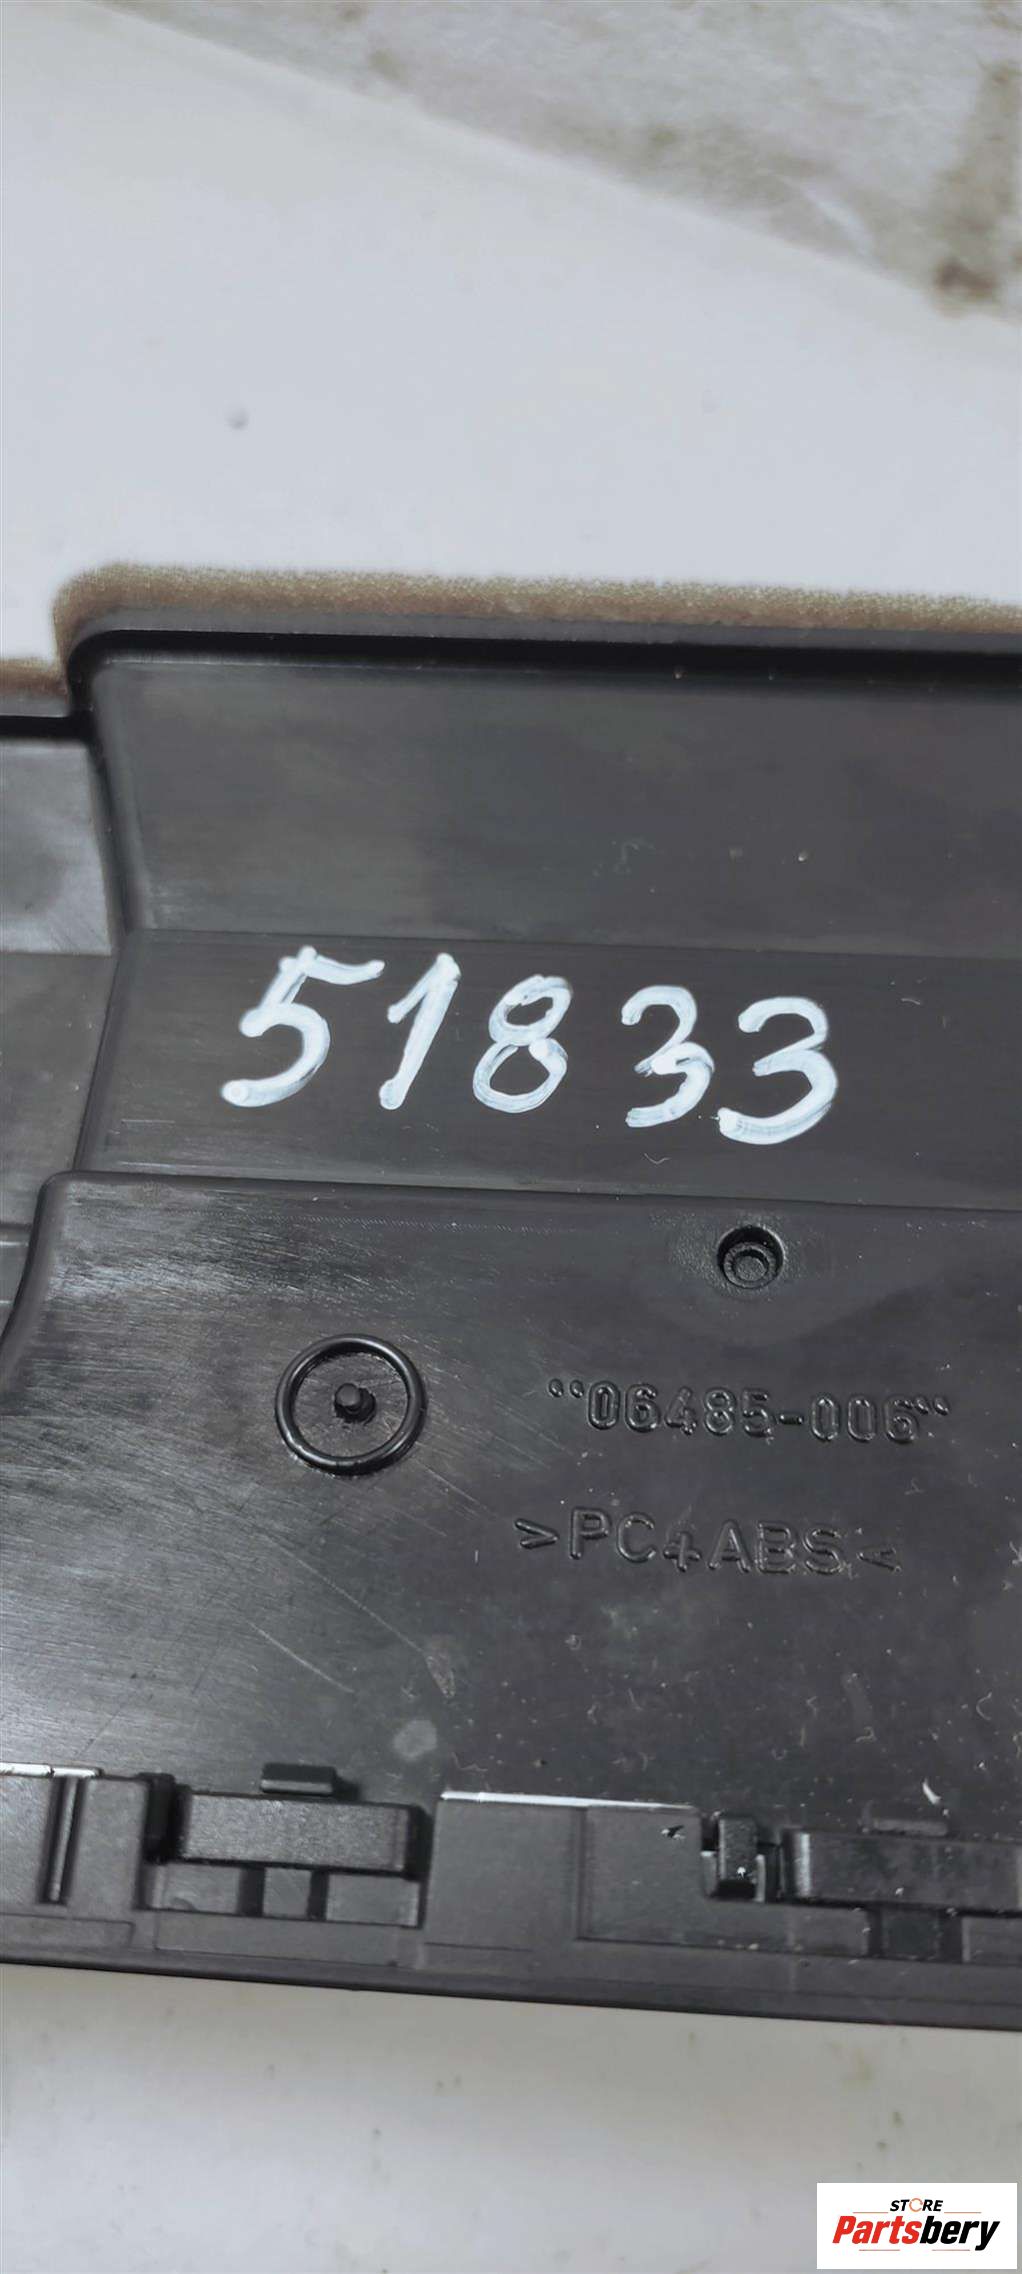 51833
"06485-006"
>PC+ABS<
STORE
Partsbery